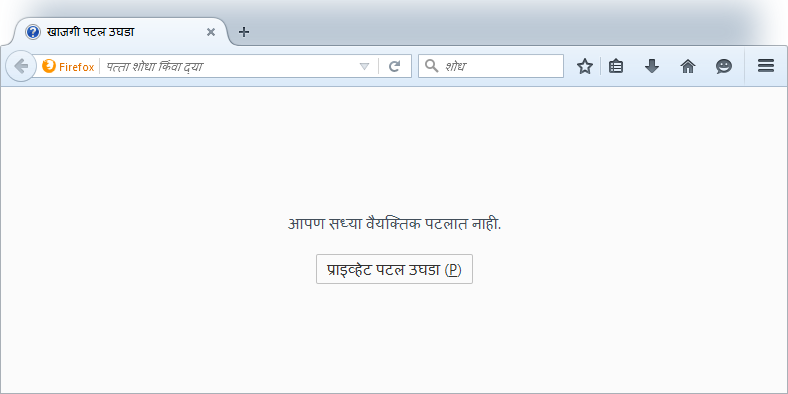 खाजगी पटल उघडा
Firefox
पत्ता शोधा किंवा द्या
शोध
आपण सध्या वैयक्तिक पटलात नाही.
प्राइव्हेट पटल उघडा (P)